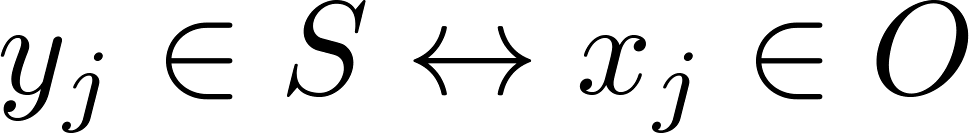 y_j ∈ S ↔ x_j ∈ O